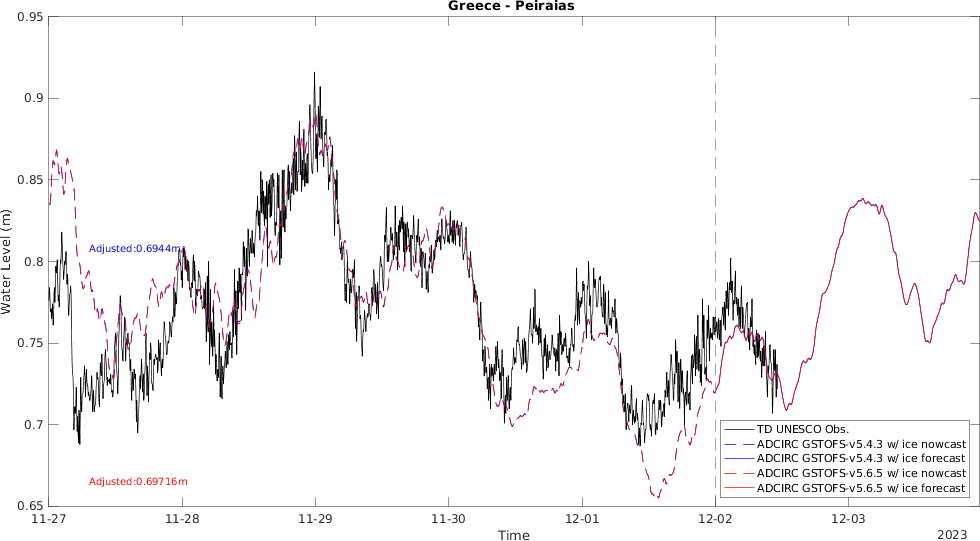 Greece - Peiraias
0.95
0.9
0.85
0.8
0.75
0.7
0.65
Water Level (m)
Adjusted:0.6944m
Adjusted:0.69716m
TD UNESCO Obs.
ADCIRC GSTOFS-v5.4.3 w/ ice nowcast
ADCIRC GSTOFS-v5.4.3 w/ ice forecast
ADCIRC GSTOFS-v5.6.5 w/ ice nowcast
ADCIRC GSTOFS-v5.6.5 w/ ice forecast
11-27 11-28 11-29 11-30 12-01 12-02 12-03
Time
2023